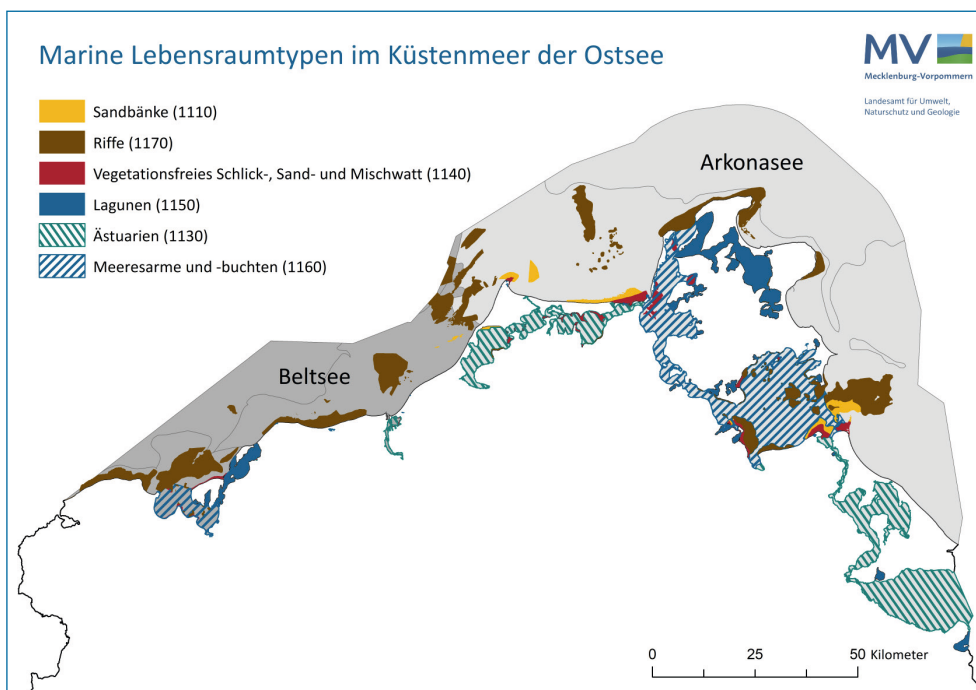 Marine Lebensraumtypen im Küstenmeer der Ostsee
MV
Mecklenburg-Vorpommern
Landesamt für Umwelt,
Naturschutz und Geologie
Sandbänke (1110)
Riffe (1170)
Vegetationsfreies Schlick-, Sand- und Mischwatt (1140)
Lagunen (1150)
Ästuarien (1130)
Meeresarme und -buchten (1160)
Arkonasee
Beltsee
0 25 50 Kilometer